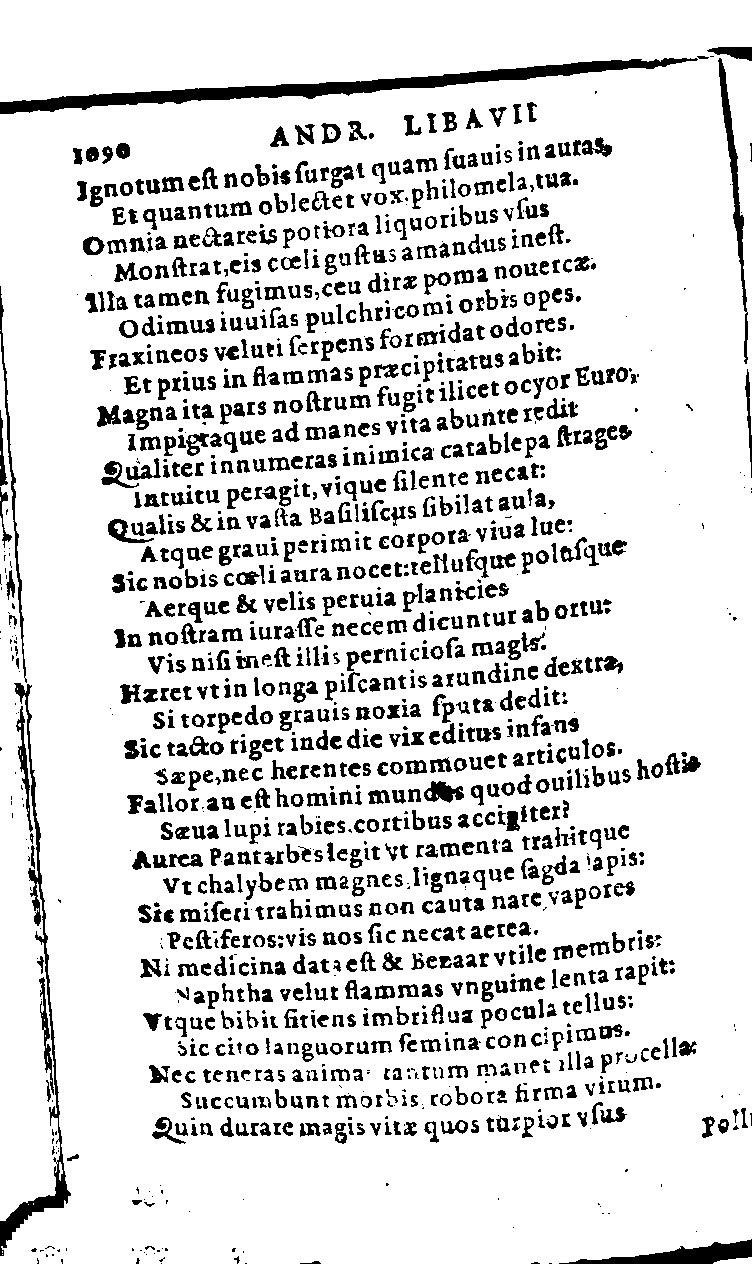 1090 ANDR. LIBAVII
Ignotum eſt nobis ſurgat quam ſuauis in auras,
Et quantum oblectet vox philomela, tua.
Omnia nectareis potiora liquoribus vſus
Monſtrat, eis cœli guſtus amandus ineſt.
Illa tamen fugimus, ceu diræ poma nouercæ.
Odimus iuuiſas pulchricomi orbis opes.
Fraxineos veluti ſerpens formidat odores.
Et prius in flammas præcipitatus abit:
Magna ita pars noſtrum fugit ilicet ocyor Euro,
Impigraque ad manes vita abunte redit
Qualiter innumeras inimica catablepa ſtrages
Intuitu peragit, vique ſilente necat:
Qualis & in vaſta Baſiliſcus ſibilat aula,
Atque graui perimit corpora viua lue:
Sic nobis cœli aura nocet: tellufque poluſque
Aerque & velis peruia planicies
In noſtram iuraſſe necem dicuntur ab ortu:
Vis niſi ineſt illis pernicioſa magis.
Hæret vt in longa piſcantis arundine dextra,
Si torpedo grauis noxia ſputa dedit:
Sic tacto riget inde die vix editus infans
Sæpe, nec herentes commouet articulos.
Fallor an eſt homini mundus quod ouilibus hoſtis
Sæua lupi rabies. cortibus accipiter?
Aurea Pantarbes legit vt ramenta trahitque
Vt chalybem magnes, lignaque ſagda lapis:
Sic miſeri trahimus non cauta nare vapores
Peſtiferos: vis nos ſic necat aerea.
Ni medicina data eſt & Bezaar vtile membris:
Naphtha velut flammas vnguine lenta rapit:
Vtque bibit ſitiens imbriflua pocula tellus:
Sic cito languorum ſemina concipimus.
Nec teneras animas tantum manet illa procella:
Succumbunt morbis, robora firma virum.
Quin durare magis vitæ quos turpior vſus
Pollu